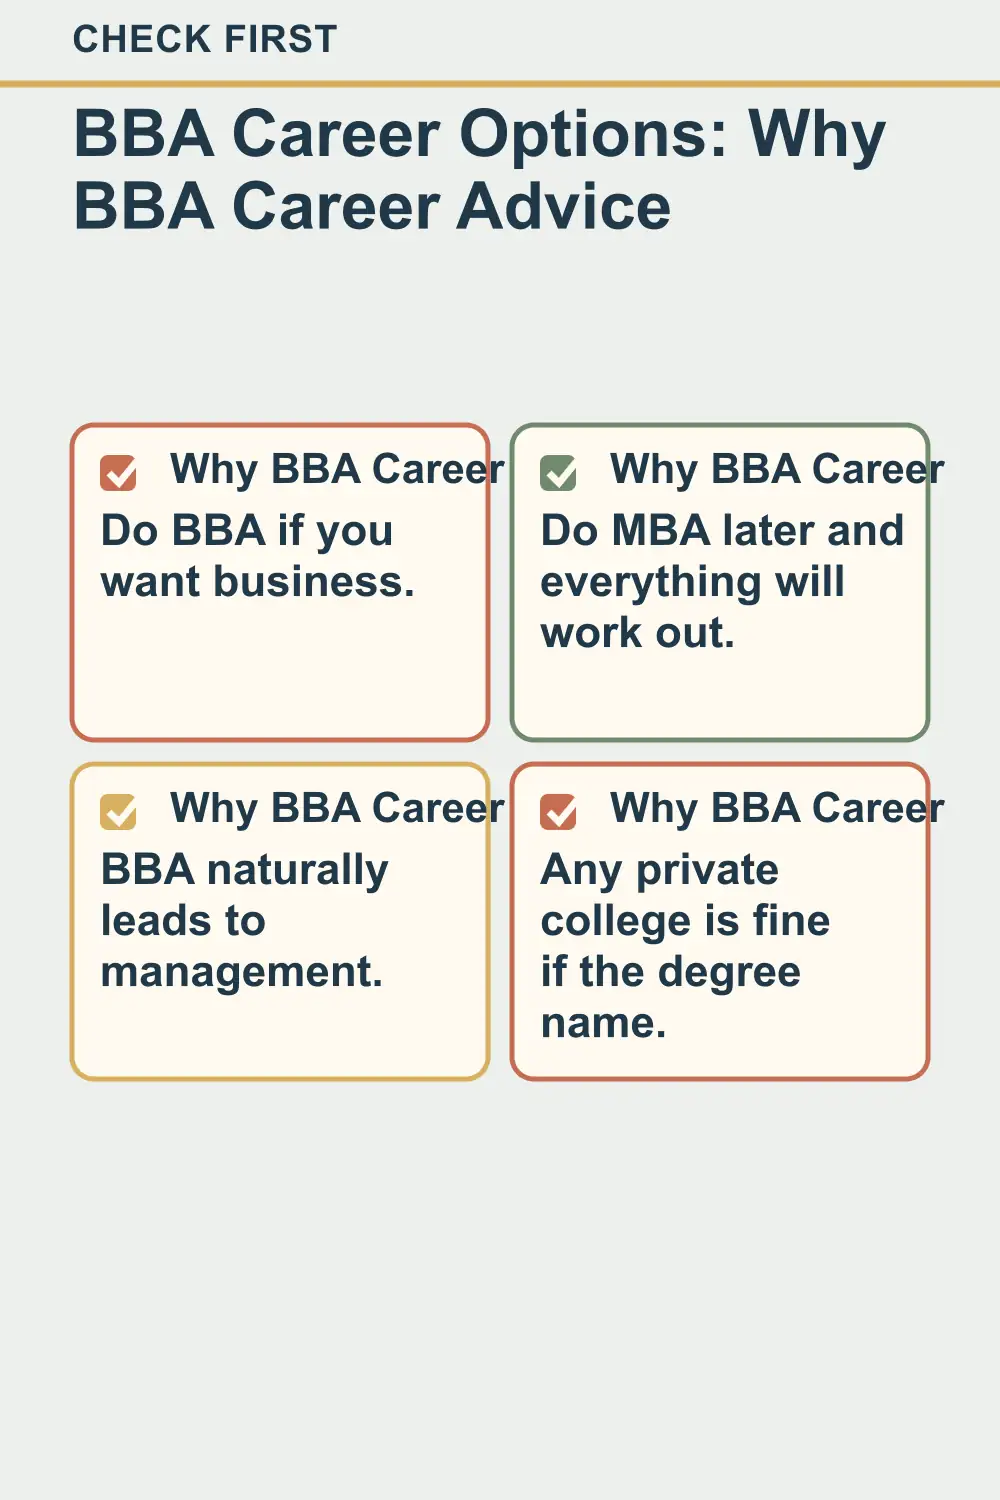 CHECK FIRST
BBA Career Options: Why
BBA Career Advice
Why BBA Career
Do BBA if you
want business.
Why BBA Career
Do MBA later and
everything will
work out.
Why BBA Career
BBA naturally
leads to
management.
Why BBA Career
Any private
college is fine
if the degree
name.